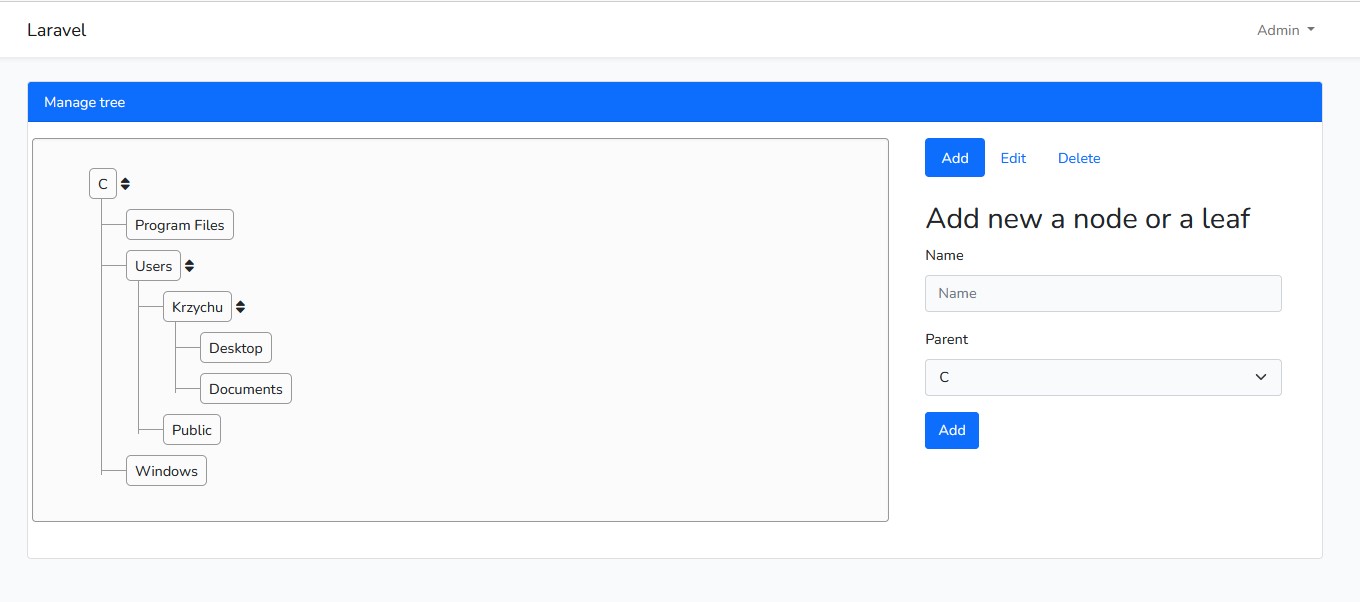 Laravel
Admin
Manage tree
C
Program Files
Users
Krzychu
Desktop
Documents
Public
Windows
Add Edit Delete
Add new a node or a leaf
Name
Name
Parent
C
Add